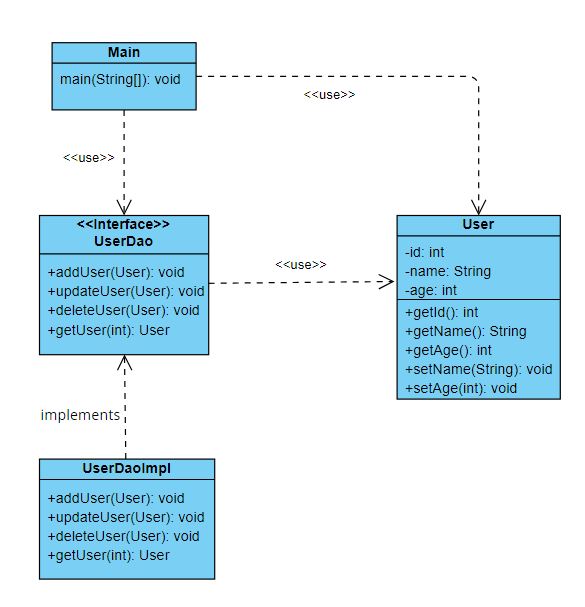 Main
main(String[]): void
<<use>>
<<use>>
<<Interface>>
UserDao
+addUser(User): void
+updateUser(User): void
+deleteUser(User): void
+getUser(int): User
<<use>>
User
-id: int
-name: String
-age: int
+getId(): int
+getName(): String
+getAge(): int
+setName(String): void
+setAge(int): void
implements
UserDaoImpl
+addUser(User): void
+updateUser(User): void
+deleteUser(User): void
+getUser(int): User